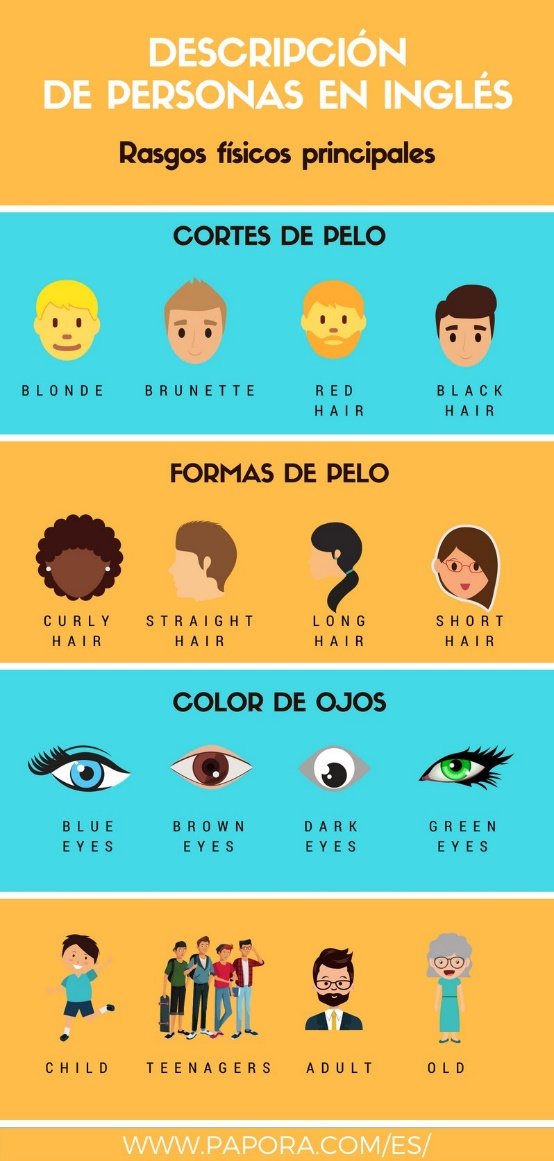 DESCRIPCIÓN
DE PERSONAS EN INGLÉS
Rasgos físicos principales
CORTES DE PELO
BLONDE
BRUNETTE
RED
HAIR
BLACK
HAIR
FORMAS DE PELO
CURLY
HAIR
STRAIGHT
HAIR
LONG
HAIR
SHORT
HAIR
COLOR DE OJOS
BLUE
EYES
BROWN
EYES
DARK
EYES
GREEN
EYES
CHILD
TEENAGERS
ADULT
OLD
WWW.PAPORA.COM/ES/